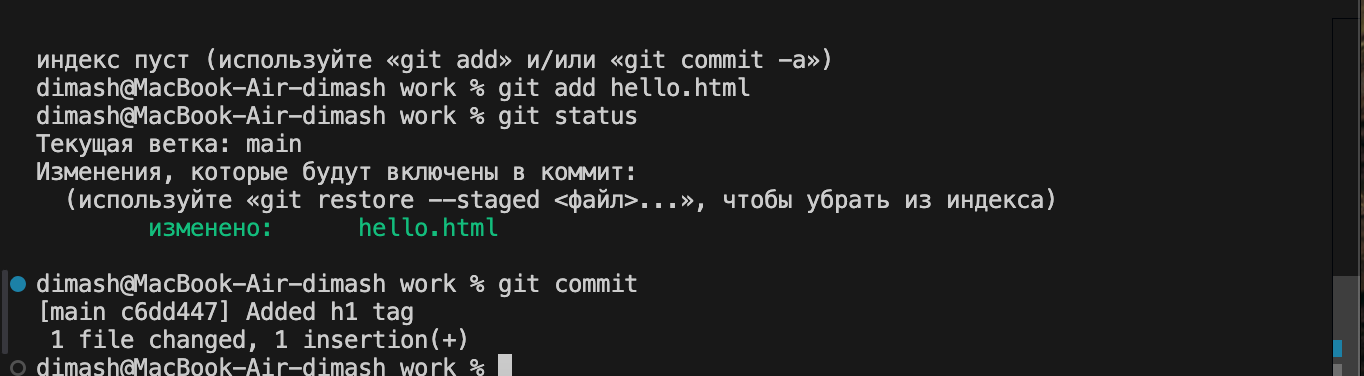 индекс пуст (используйте «git add» и/или «git commit -a»)
dimash@MacBook-Air-dimash work % git add hello.html
dimash@MacBook-Air-dimash work % git status
Текущая ветка: main
Изменения, которые будут включены в коммит:
  (используйте «git restore --staged <файл>...», чтобы убрать из индекса)
        изменено:      hello.html
dimash@MacBook-Air-dimash work % git commit
[main c6dd447] Added h1 tag
 1 file changed, 1 insertion(+)
dimash@MacBook-Air-dimash work %